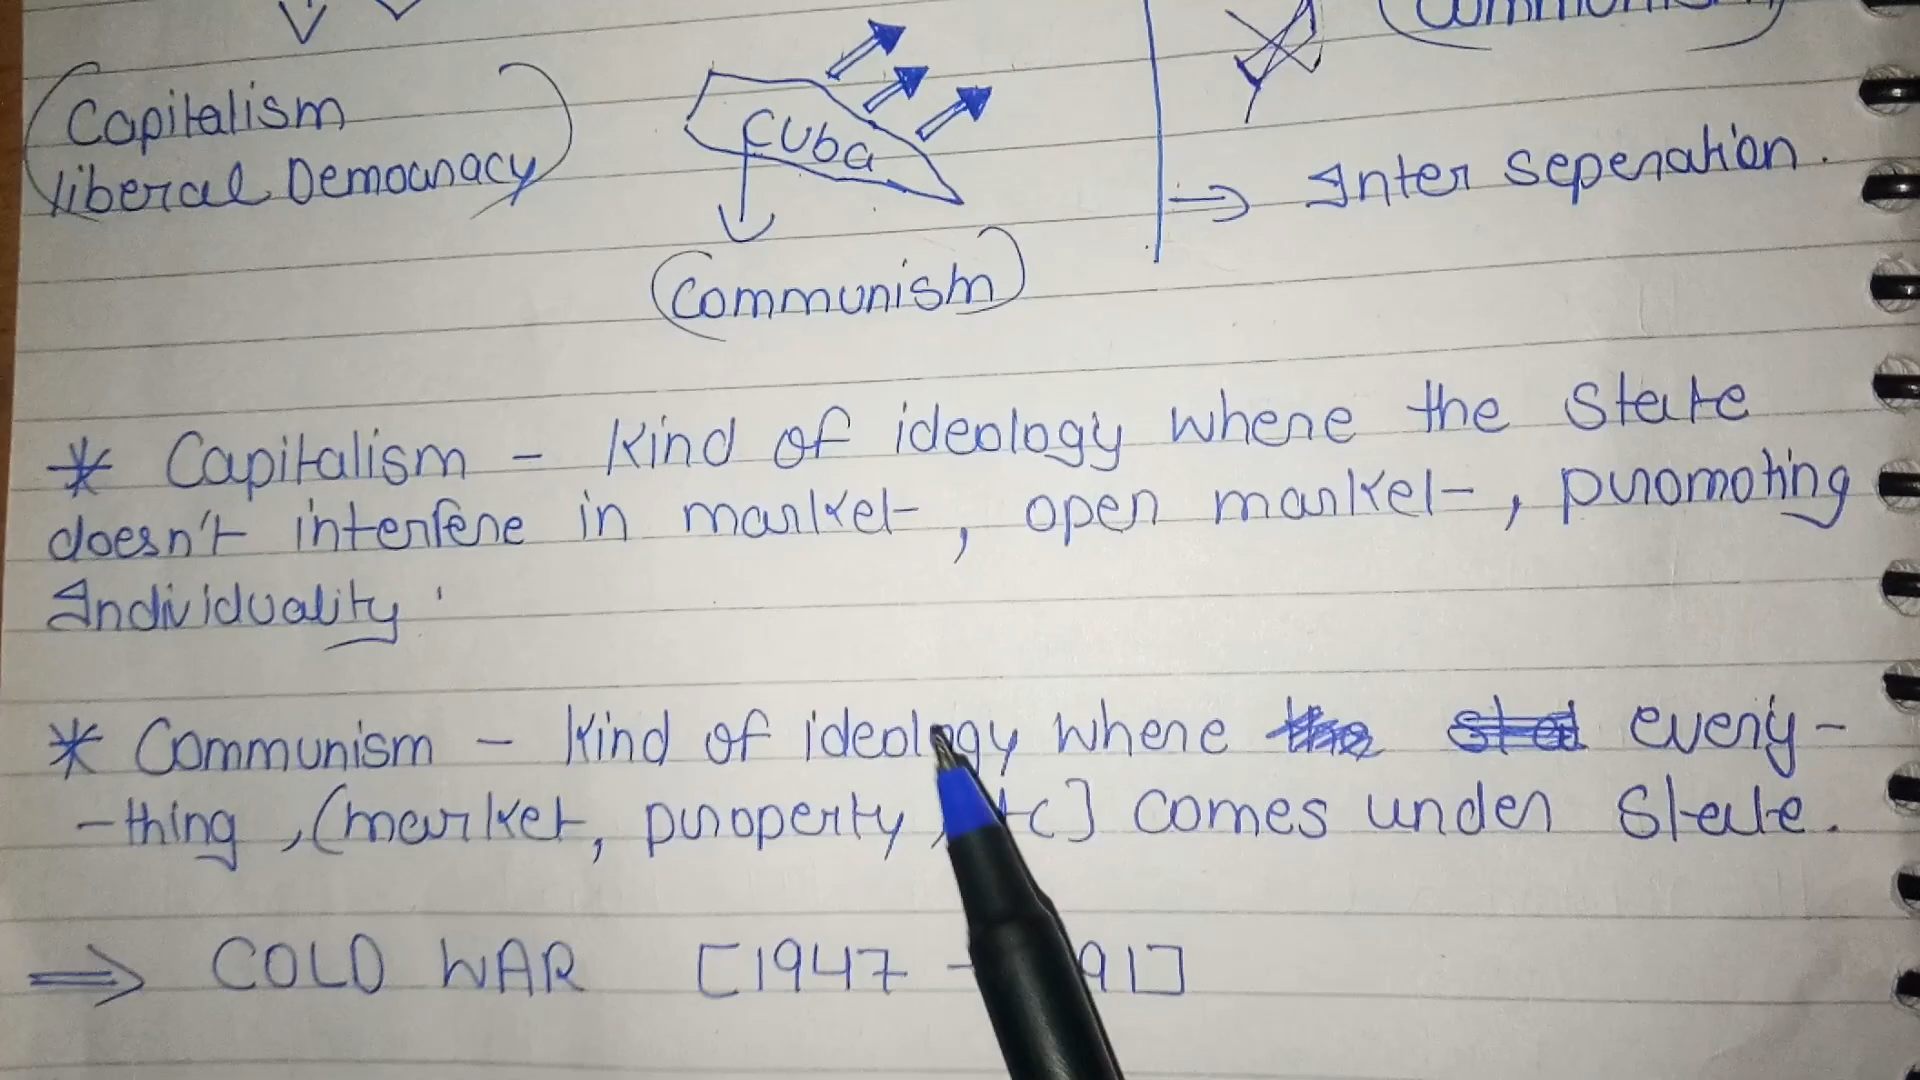 Capitalism
liberal Democracy
Cuba
Communism
→ Inter seperation.
* Capitalism - Kind of ideology where the State
doesn't interfere in market, open market, promoting
Individuality.
* Communism - Kind of ideology where every-
-thing, (market, property, comes under State.
⇒ COLD WAR [1947 - 91]